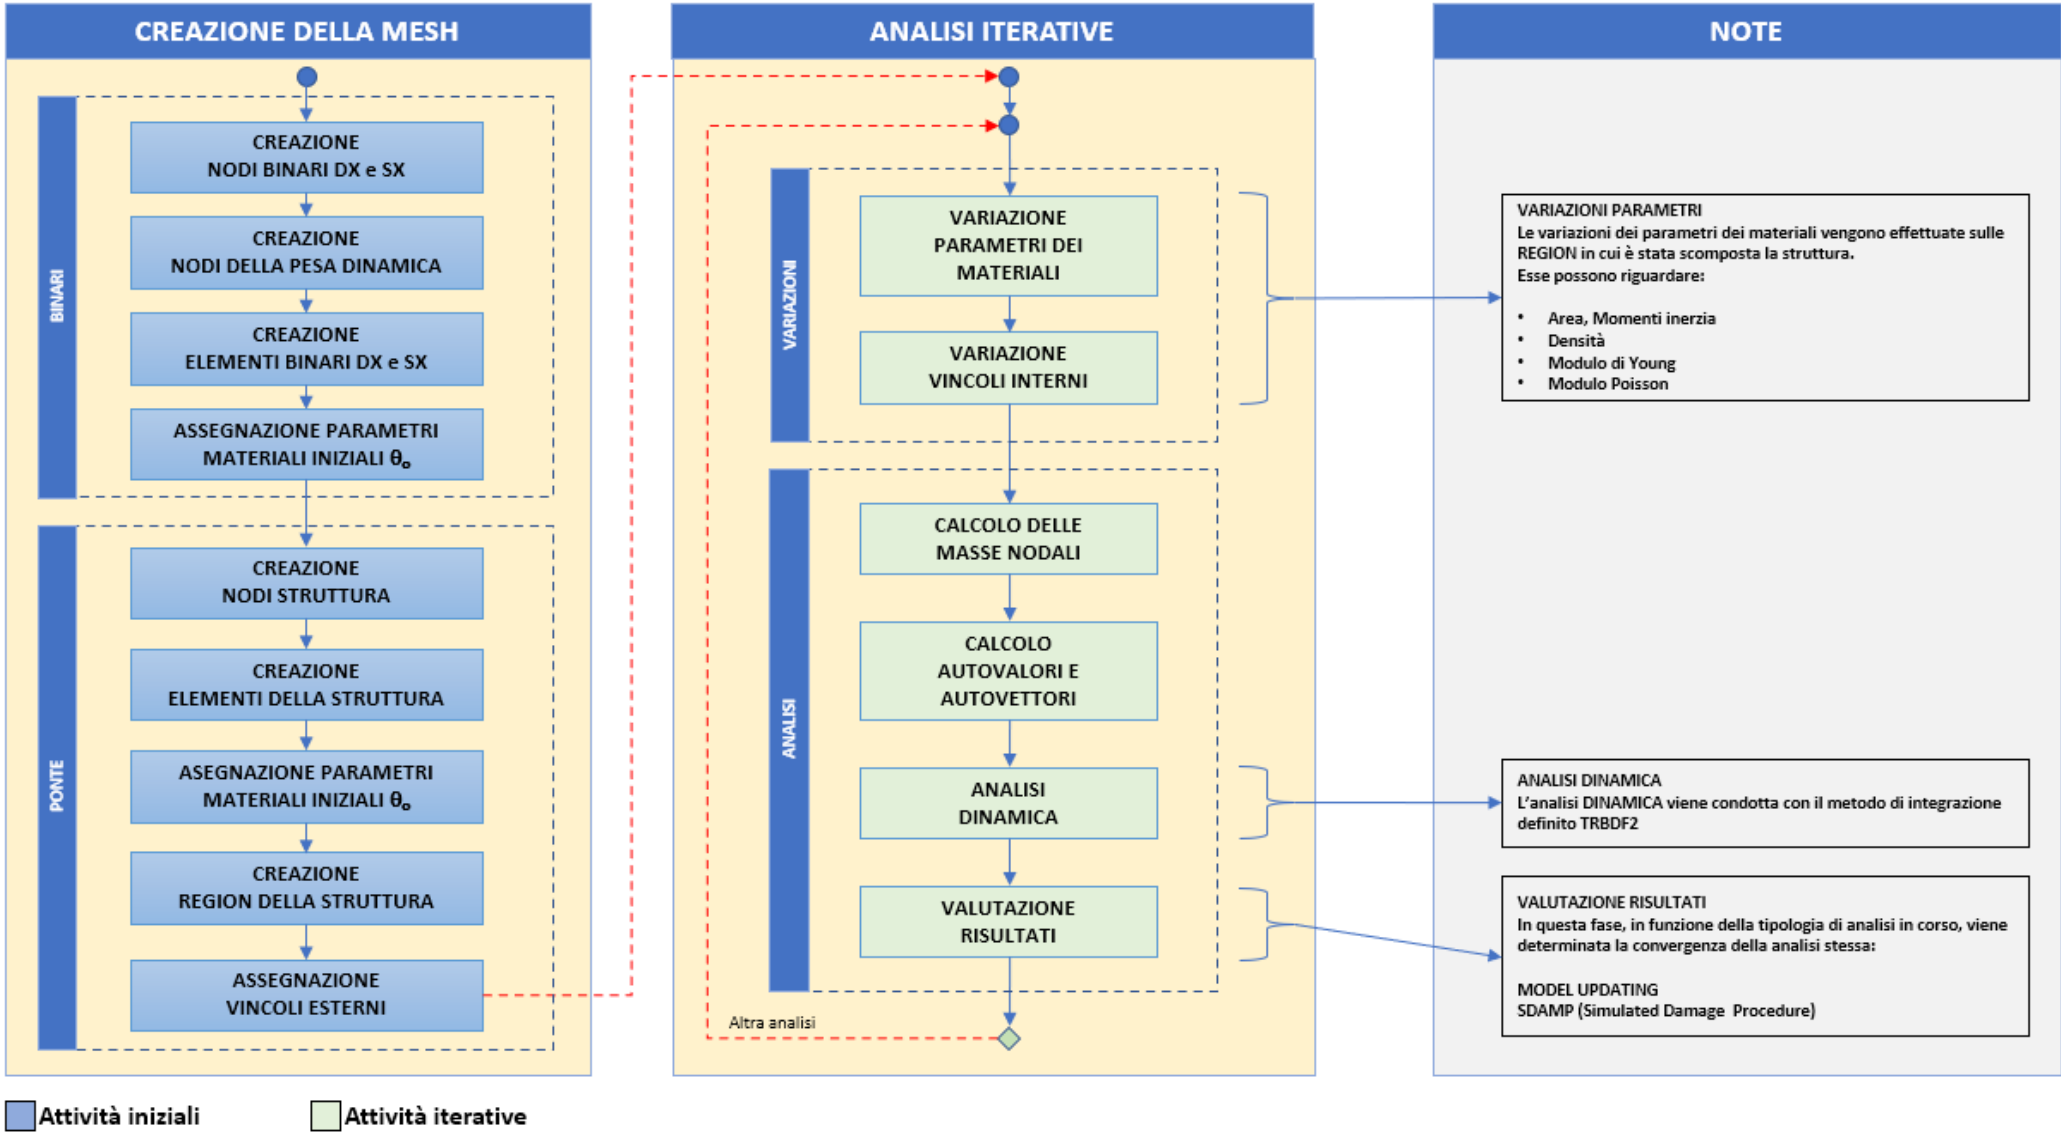 CREAZIONE DELLA MESH
BINARI
CREAZIONE
NODI BINARI DX e SX
CREAZIONE
NODI DELLA PESA DINAMICA
CREAZIONE
ELEMENTI BINARI DX e SX
ASSEGNAZIONE PARAMETRI
MATERIALI INIZIALI θₒ
PONTE
CREAZIONE
NODI STRUTTURA
CREAZIONE
ELEMENTI DELLA STRUTTURA
ASEGNAZIONE PARAMETRI
MATERIALI INIZIALI θₒ
CREAZIONE
REGION DELLA STRUTTURA
ASSEGNAZIONE
VINCOLI ESTERNI
ANALISI ITERATIVE
VARIAZIONI
VARIAZIONE
PARAMETRI DEI
MATERIALI
VARIAZIONE
VINCOLI INTERNI
ANALISI
CALCOLO DELLE
MASSE NODALI
CALCOLO
AUTOVALORI E
AUTOVETTORI
ANALISI
DINAMICA
VALUTAZIONE
RISULTATI
Altra analisi
NOTE
VARIAZIONI PARAMETRI
Le variazioni dei parametri dei materiali vengono effettuate sulle
REGION in cui è stata scomposta la struttura.
Esse possono riguardare:
• Area, Momenti inerzia
• Densità
• Modulo di Young
• Modulo Poisson
ANALISI DINAMICA
L'analisi DINAMICA viene condotta con il metodo di integrazione
definito TRBDF2
VALUTAZIONE RISULTATI
In questa fase, in funzione della tipologia di analisi in corso, viene
determinata la convergenza della analisi stessa:
MODEL UPDATING
SDAMP (Simulated Damage Procedure)
Attività iniziali
Attività iterative